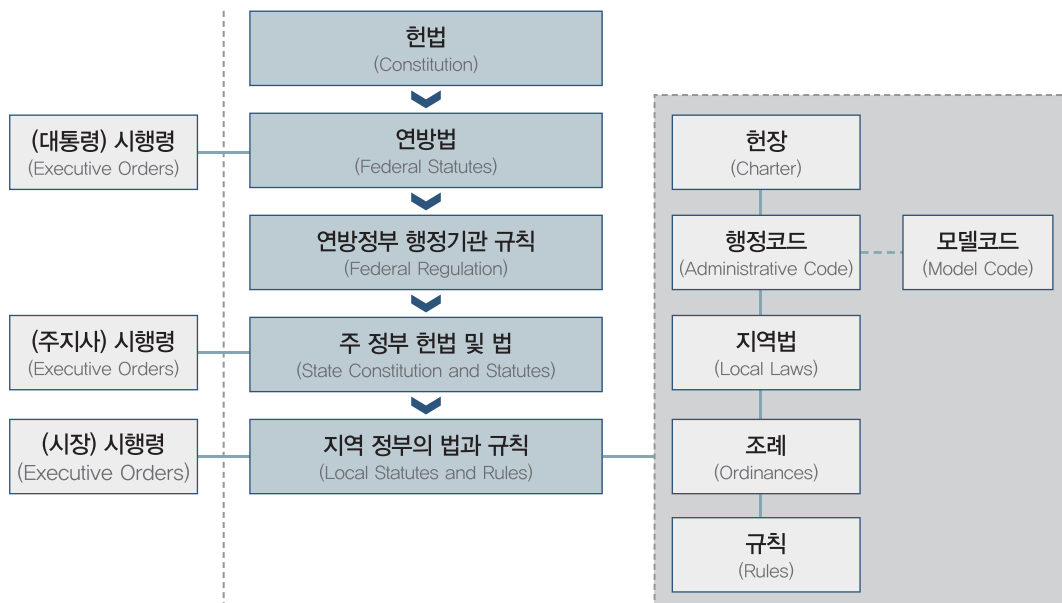 헌법
(Constitution)
(대통령) 시행령
(Executive Orders)
연방법
(Federal Statutes)
헌장
(Charter)
연방정부 행정기관 규칙
(Federal Regulation)
행정코드
(Administrative Code)
모델코드
(Model Code)
(주지사) 시행령
(Executive Orders)
주 정부 헌법 및 법
(State Constitution and Statutes)
지역법
(Local Laws)
(시장) 시행령
(Executive Orders)
지역 정부의 법과 규칙
(Local Statutes and Rules)
조례
(Ordinances)
규칙
(Rules)